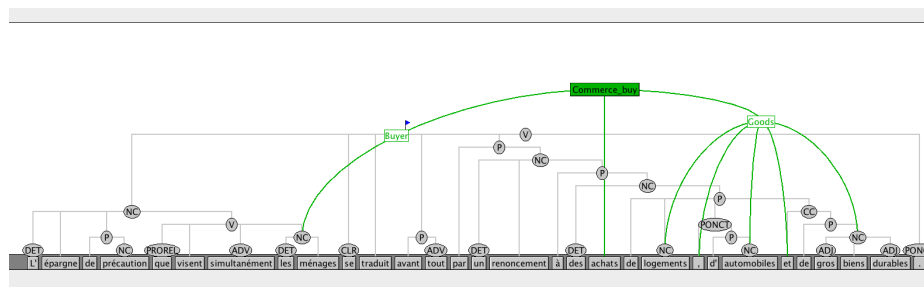 Commerce_buy
Goods
Buyer V
P
NC
P
NC
P
NC CC
V PONCT P
P NC P P NC
DET NC PROREL ADV DET CLR ADV DET DET NC NC ADJ ADJ PONCT
L' épargne de précaution que visent simultanément les ménages se traduit avant tout par un renoncement à des achats de logements , d' automobiles et de gros biens durables .